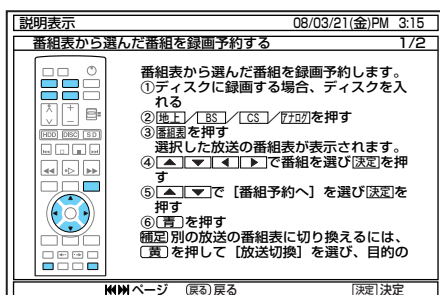 説明表示 08/03/21(金)PM 3:15
番組表から選んだ番組を録画予約する 1/2
番組表から選んだ番組を録画予約します。
①ディスクに録画する場合、ディスクを入
れる
②地上/BS/CS/アナログを押す
③番組表を押す
選択した放送の番組表が表示されます。
④▲▼◀▶で番組を選び決定を押
す
⑤▲▼で[番組予約へ]を選び決定を
押す
⑥青を押す
補足別の放送の番組表に切り換えるには、
黄を押して[放送切換]を選び、目的の
HDD DISC SD
⏮⏭ページ 戻る戻る 決定決定